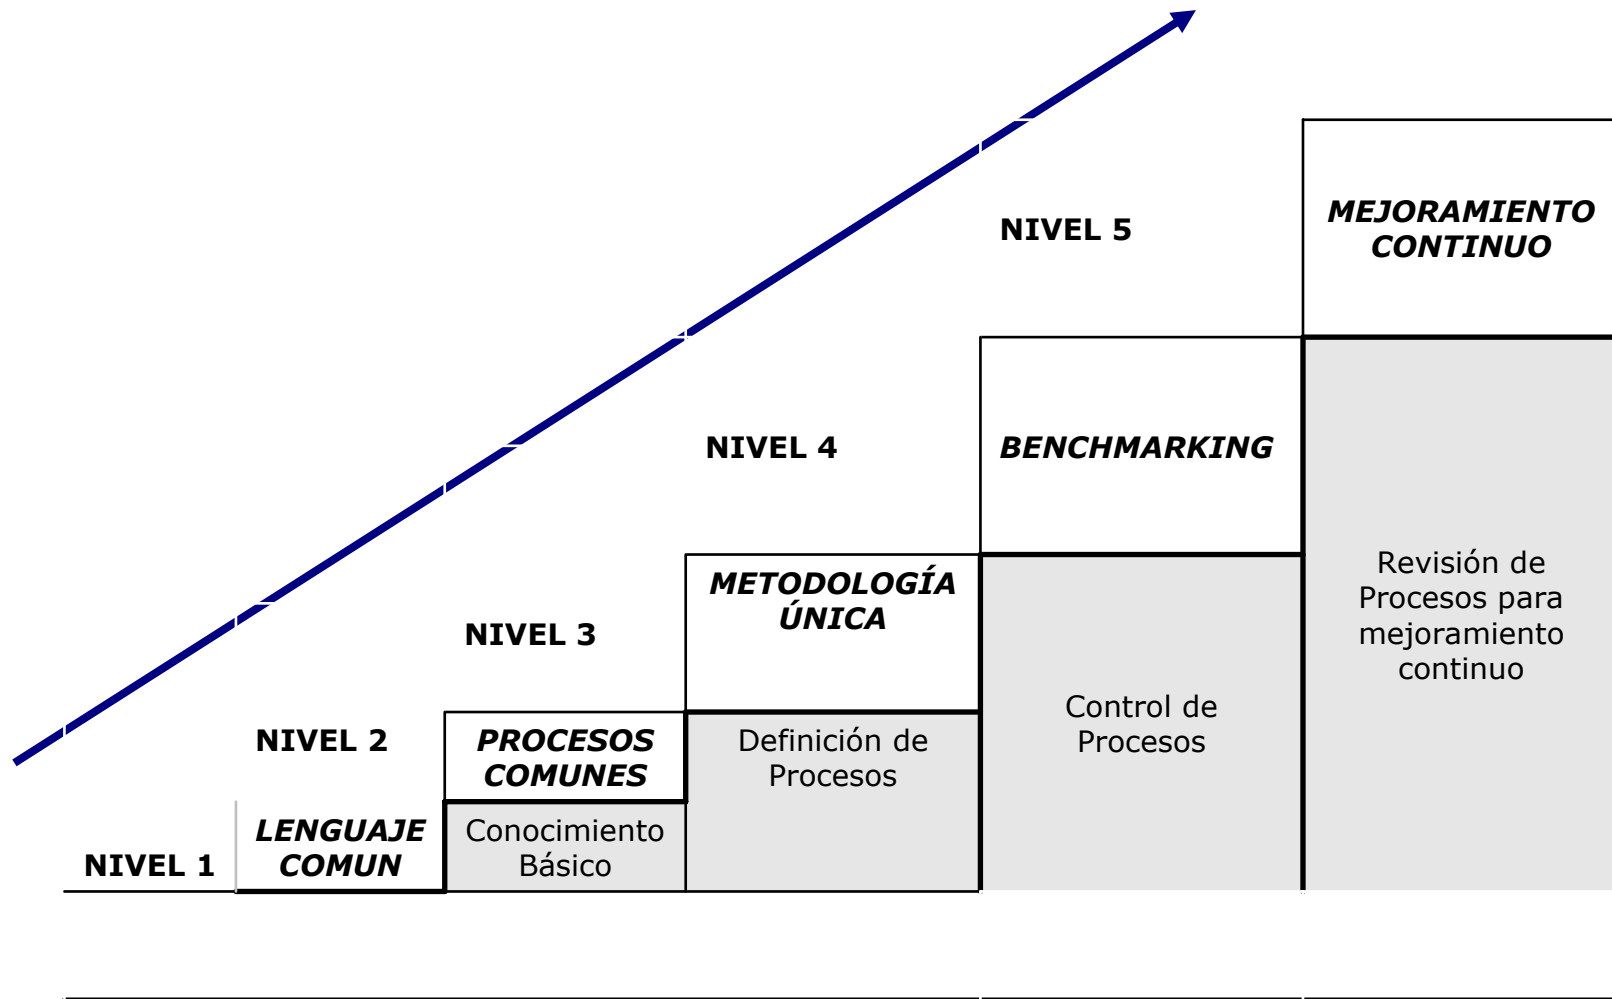 NIVEL 5
MEJORAMIENTO
CONTINUO
NIVEL 4
BENCHMARKING
Revisión de
Procesos para
mejoramiento
continuo
NIVEL 3
METODOLOGÍA
ÚNICA
Control de
Procesos
NIVEL 2
PROCESOS
COMUNES
Definición de
Procesos
NIVEL 1
LENGUAJE
COMUN
Conocimiento
Básico